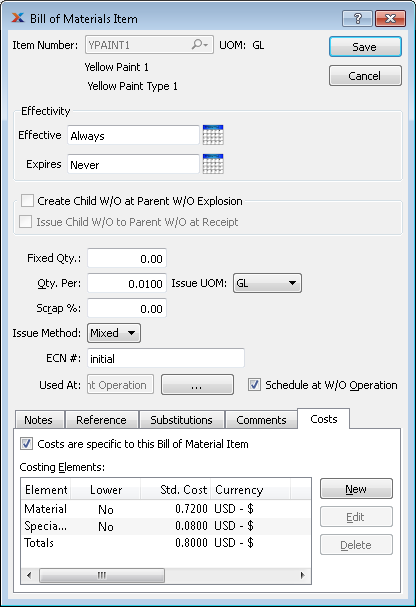 Bill of Materials Item
Item Number: YPAINT1 UOM: GL Save
Yellow Paint 1 Cancel
Yellow Paint Type 1
Effectivity
Effective Always
Expires Never
Create Child W/O at Parent W/O Explosion
Issue Child W/O to Parent W/O at Receipt
Fixed Qty.: 0.00
Qty. Per: 0.0100 Issue UOM: GL
Scrap %: 0.00
Issue Method: Mixed
ECN #: initial
Used At: nt Operation ... Schedule at W/O Operation
Notes Reference Substitutions Comments Costs
Costs are specific to this Bill of Material Item
Costing Elements:
Element Lower Std. Cost Currency New
Material No 0.7200 USD - $
Specia... No 0.0800 USD - $ Edit
Totals 0.8000 USD - $ Delete